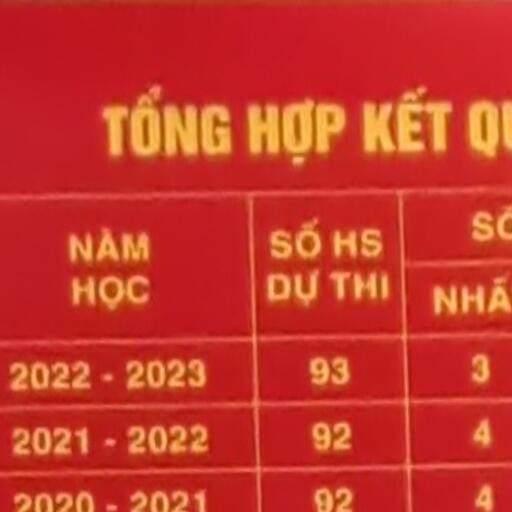 TỔNG HỢP KẾT
NĂM
HỌC
SỐ HS
DỰ THI
2022 - 2023 93 3
2021 - 2022 92 4
2020 - 2021 92 4